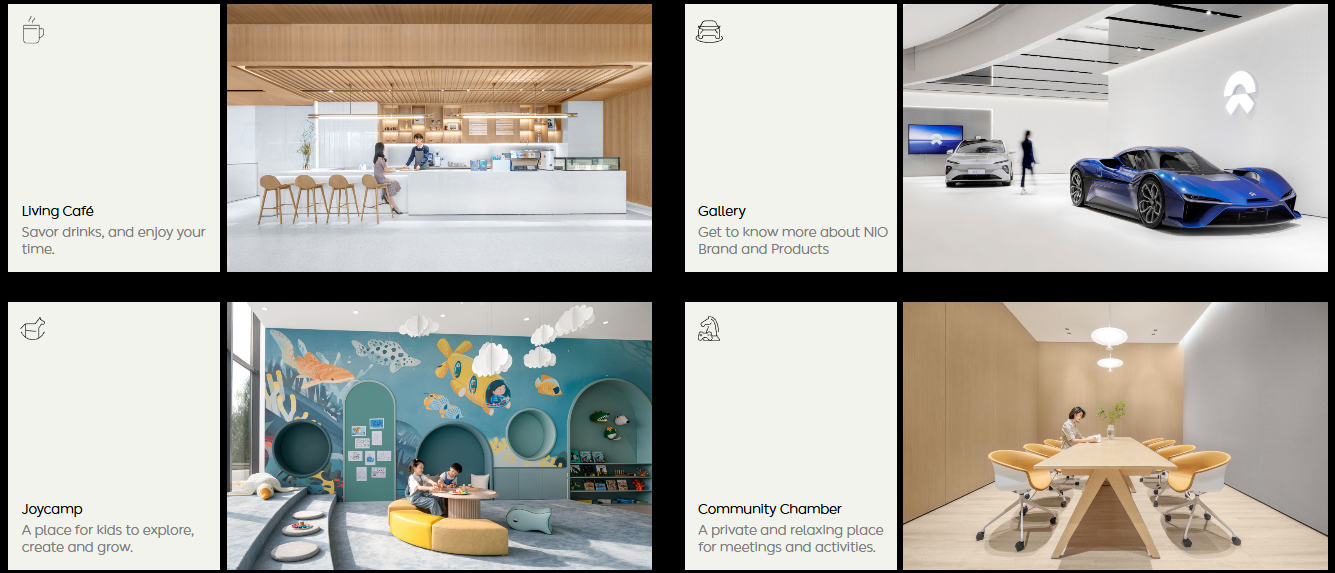 Living Café
Savor drinks, and enjoy your
time.
Gallery
Get to know more about NIO
Brand and Products
Joycamp
A place for kids to explore,
create and grow.
Community Chamber
A private and relaxing place
for meetings and activities.